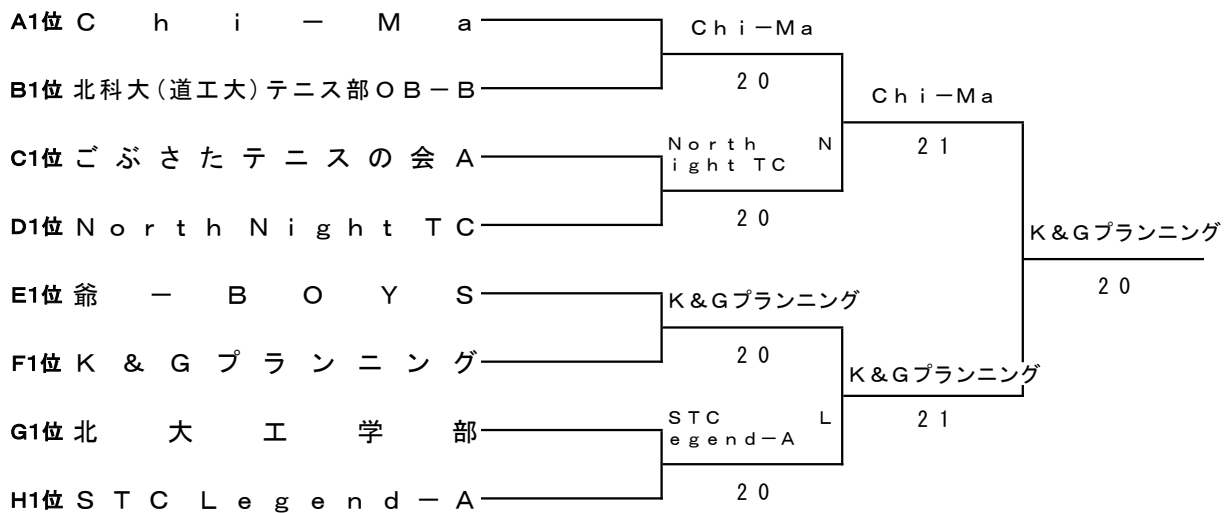 A1位 Chi－Ma
B1位 北科大(道工大)テニス部OB－B
C1位 ごぶさたテニスの会A
D1位 North Night TC
E1位 爺－BOYS
F1位 K＆Gプランニング
G1位 北大工学部
H1位 STC Legend－A
Chi－Ma
20
North N
ight TC
20
K＆Gプランニング
20
STC L
egend－A
20
Chi－Ma
21
K＆Gプランニング
21
K＆Gプランニング
20